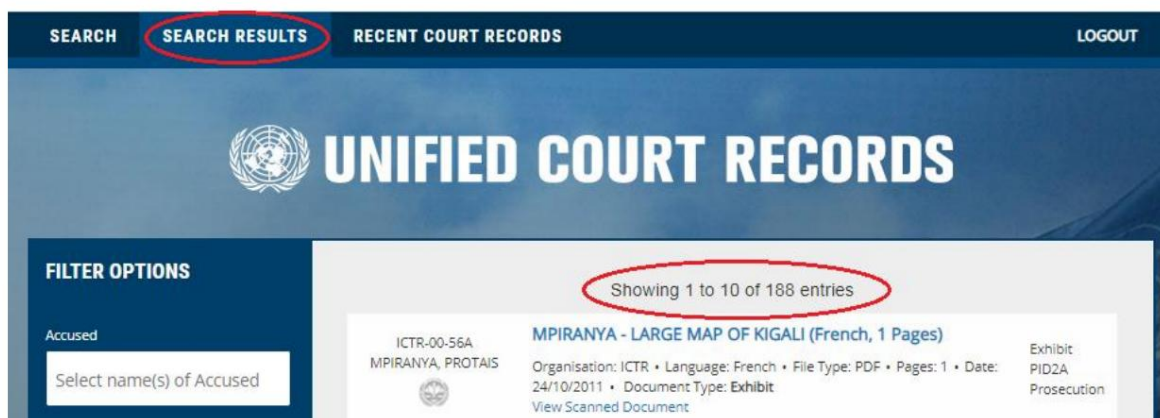 SEARCH SEARCH RESULTS RECENT COURT RECORDS LOGOUT
UNIFIED COURT RECORDS
FILTER OPTIONS
Accused
Select name(s) of Accused
Showing 1 to 10 of 188 entries
ICTR-00-56A
MPIRANYA, PROTAIS
MPIRANYA - LARGE MAP OF KIGALI (French, 1 Pages)
Organisation: ICTR • Language: French • File Type: PDF • Pages: 1 • Date:
24/10/2011 • Document Type: Exhibit
View Scanned Document
Exhibit
PID2A
Prosecution